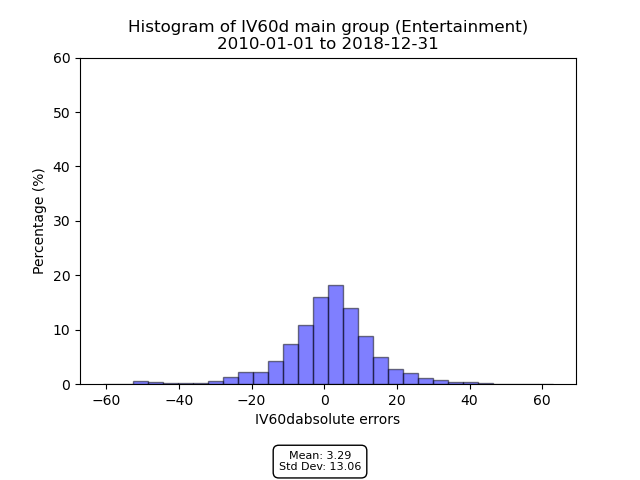 Histogram of IV60d main group (Entertainment)
2010-01-01 to 2018-12-31
60
50
40
30
20
10
0
Percentage (%)
−60
−40
−20
0
20
40
60
IV60dabsolute errors
Mean: 3.29
Std Dev: 13.06